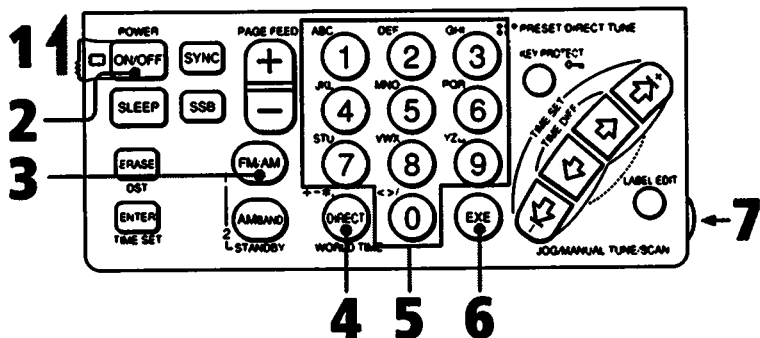 POWER
PAGE FEED
ABC
DEF
GHI
PRESET DIRECT TUNE
1
ON/OFF
SYNC
+
1
2
3
KEY PROTECT
2
SLEEP
SSB
−
JKL
MNO
PQR
4
5
6
TIME SET
TIME DIFF
+
STU
VWX
YZ
3
ERASE
FM/AM
7
8
9
DST
1
+-*
<>/
LABEL EDIT
ENTER
AM BAND
DIRECT
0
EXE
−
7
TIME SET
2
STANDBY
WORLD TIME
JOG/MANUAL TUNE/SCAN
4
5
6